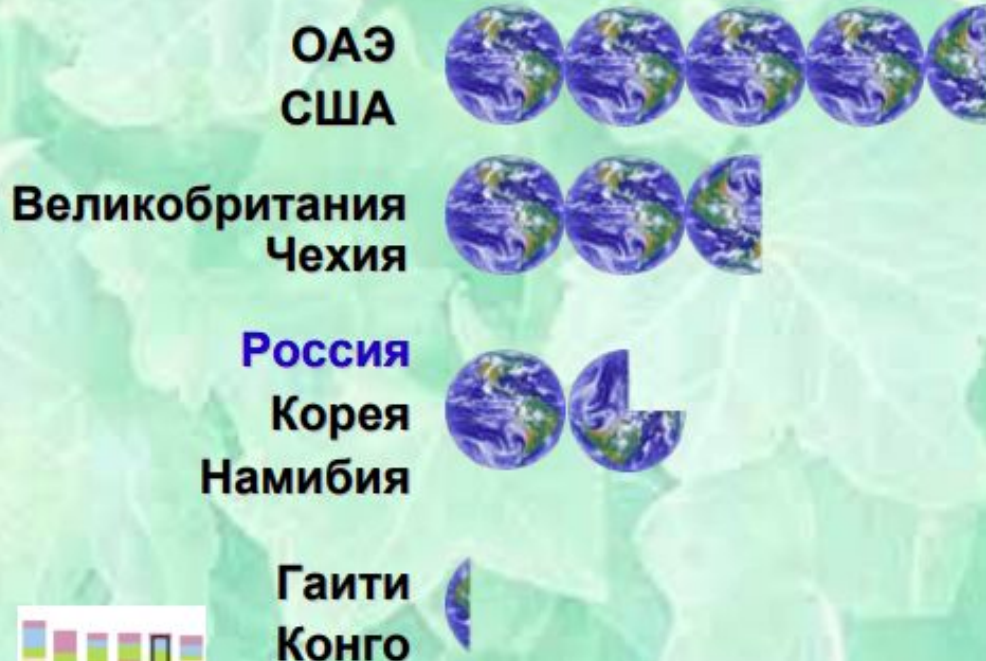 ОАЭ
США
Великобритания
Чехия
Россия
Корея
Намибия
Гаити
Конго